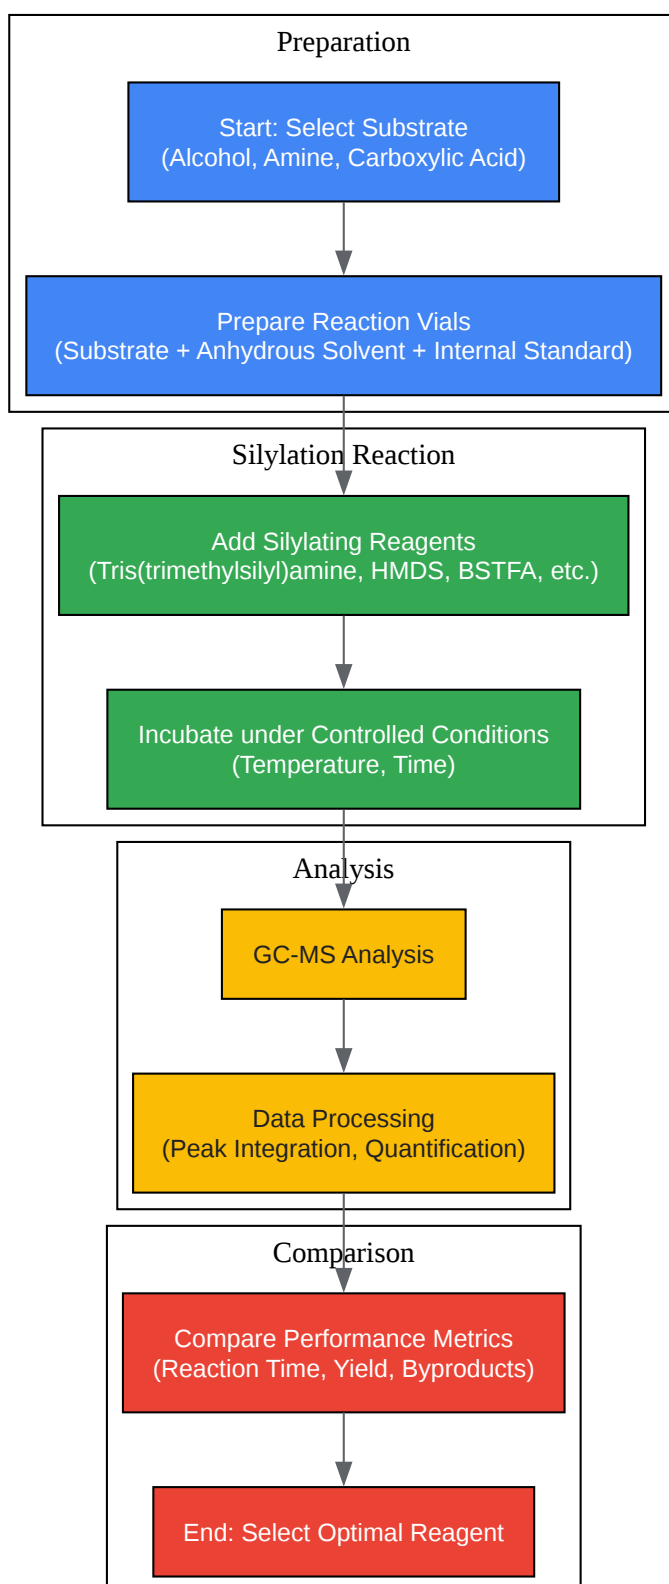 Preparation
Start: Select Substrate
(Alcohol, Amine, Carboxylic Acid)
Prepare Reaction Vials
(Substrate + Anhydrous Solvent + Internal Standard)
Silylation Reaction
Add Silylating Reagents
(Tris(trimethylsilyl)amine, HMDS, BSTFA, etc.)
Incubate under Controlled Conditions
(Temperature, Time)
Analysis
GC-MS Analysis
Data Processing
(Peak Integration, Quantification)
Comparison
Compare Performance Metrics
(Reaction Time, Yield, Byproducts)
End: Select Optimal Reagent